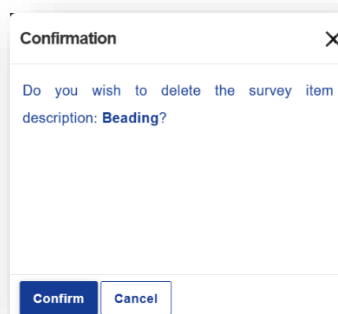 Confirmation
Do you wish to delete the survey item
description: Beading?
Confirm Cancel